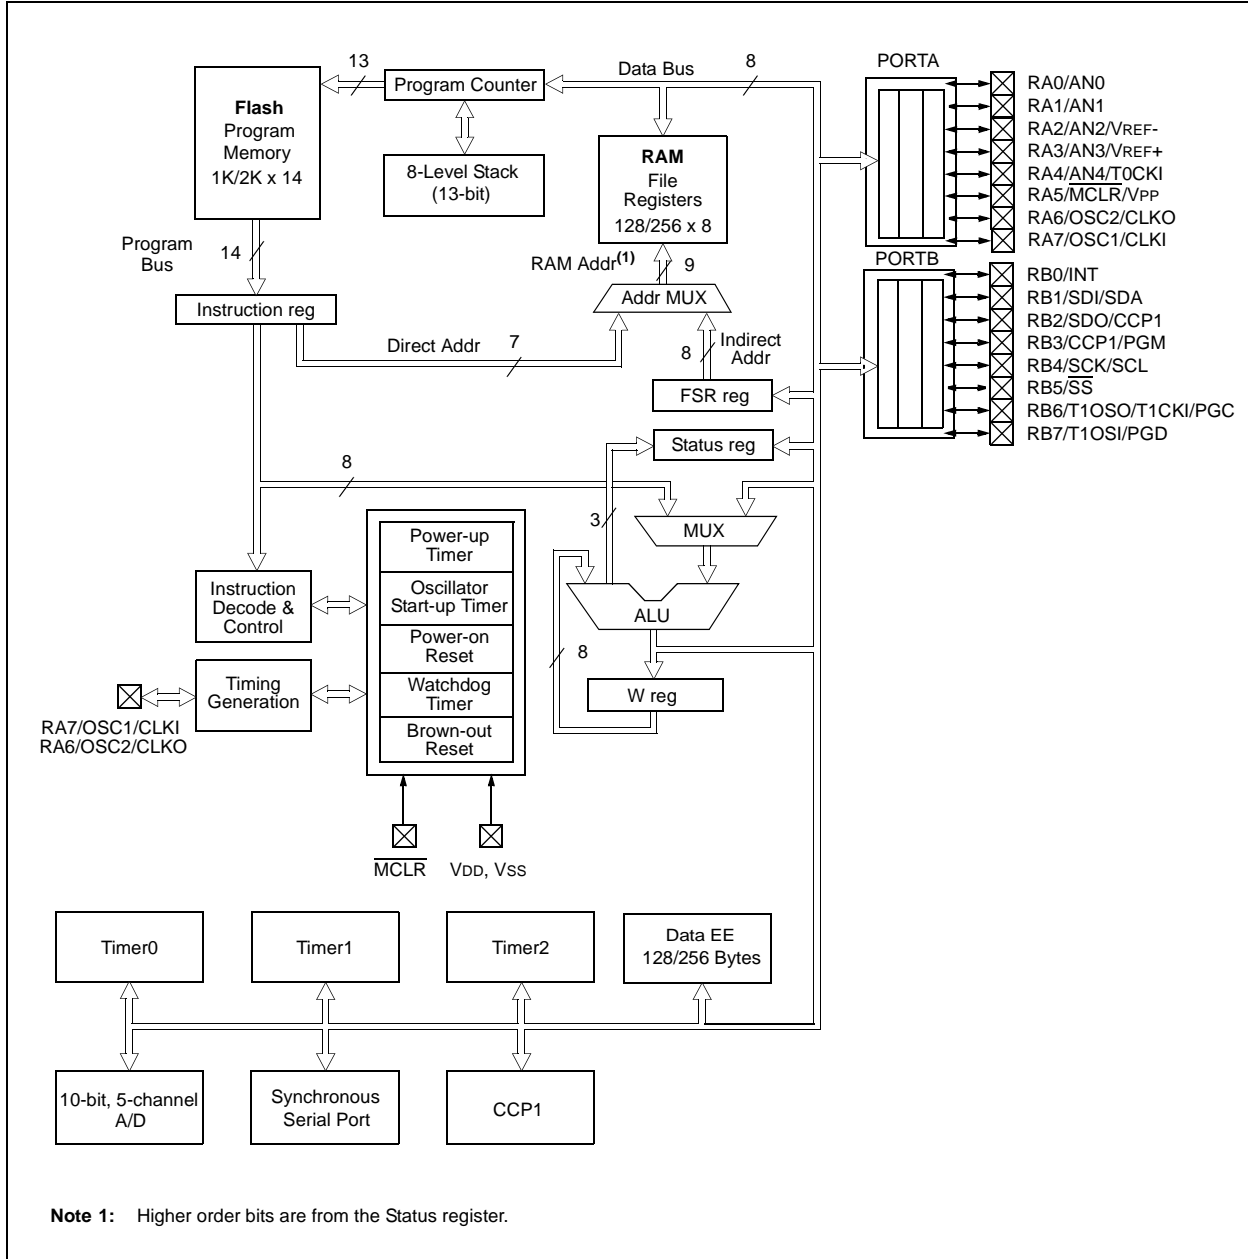 13
Program Counter
Data Bus
8
PORTA
Flash
Program
Memory
1K/2K x 14
8-Level Stack
(13-bit)
RAM
File
Registers
128/256 x 8
RA0/AN0
RA1/AN1
RA2/AN2/VREF-
RA3/AN3/VREF+
RA4/AN4/T0CKI
RA5/MCLR/VPP
RA6/OSC2/CLKO
RA7/OSC1/CLKI
Program
Bus
14
RAM Addr(1)
9
PORTB
RB0/INT
RB1/SDI/SDA
RB2/SDO/CCP1
RB3/CCP1/PGM
RB4/SCK/SCL
RB5/SS
RB6/T1OSO/T1CKI/PGC
RB7/T1OSI/PGD
Instruction reg
Addr MUX
Direct Addr
7
8
Indirect
Addr
FSR reg
Status reg
8
3
MUX
Power-up
Timer
Oscillator
Start-up Timer
Power-on
Reset
Watchdog
Timer
Brown-out
Reset
Instruction
Decode &
Control
ALU
8
Timing
Generation
W reg
RA7/OSC1/CLKI
RA6/OSC2/CLKO
MCLR
VDD, VSS
Timer0
Timer1
Timer2
Data EE
128/256 Bytes
10-bit, 5-channel
A/D
Synchronous
Serial Port
CCP1
Note 1: Higher order bits are from the Status register.